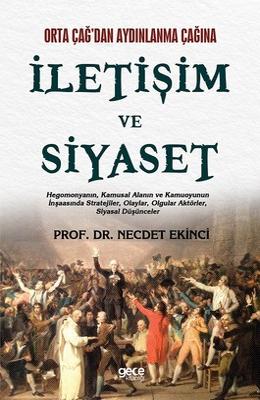 ORTA ÇAĞ'DAN AYDINLANMA ÇAĞINA
İLETİŞİM
VE
SİYASET
Hegomonyanın, Kamusal Alanın ve Kamuoyunun
İnşaasında Stratejiler, Olaylar, Olgular Aktörler,
Siyasal Düşünceler
PROF. DR. NECDET EKİNCİ
gece
kitaplığı